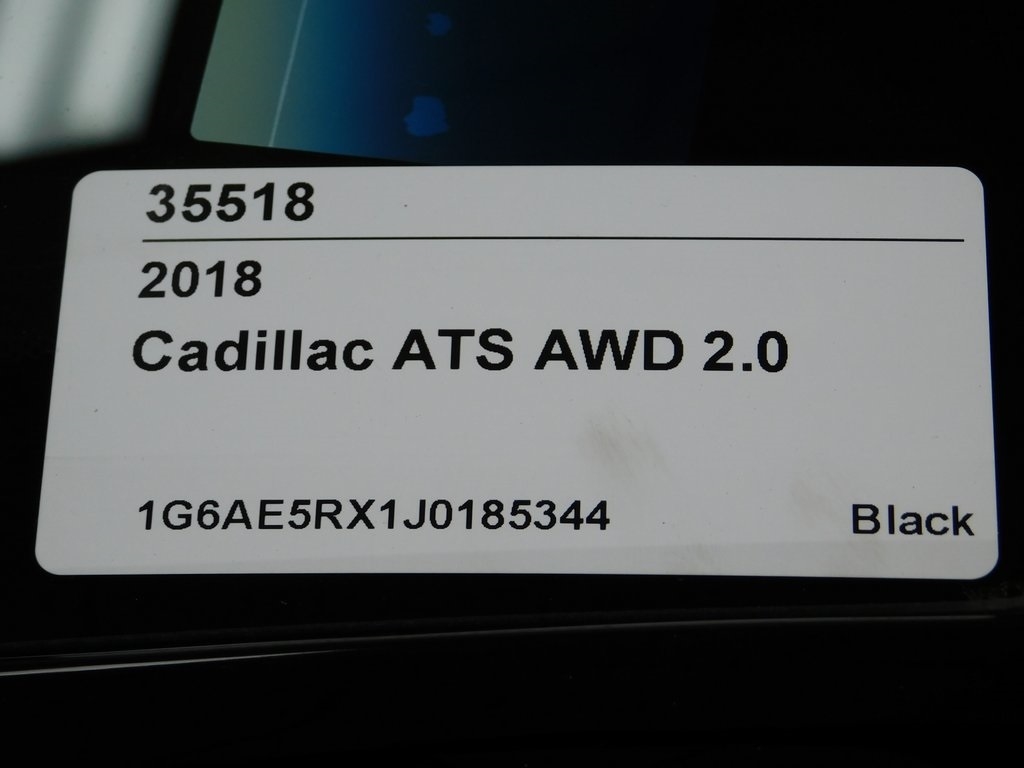 35518
2018
Cadillac ATS AWD 2.0
1G6AE5RX1J0185344 Black